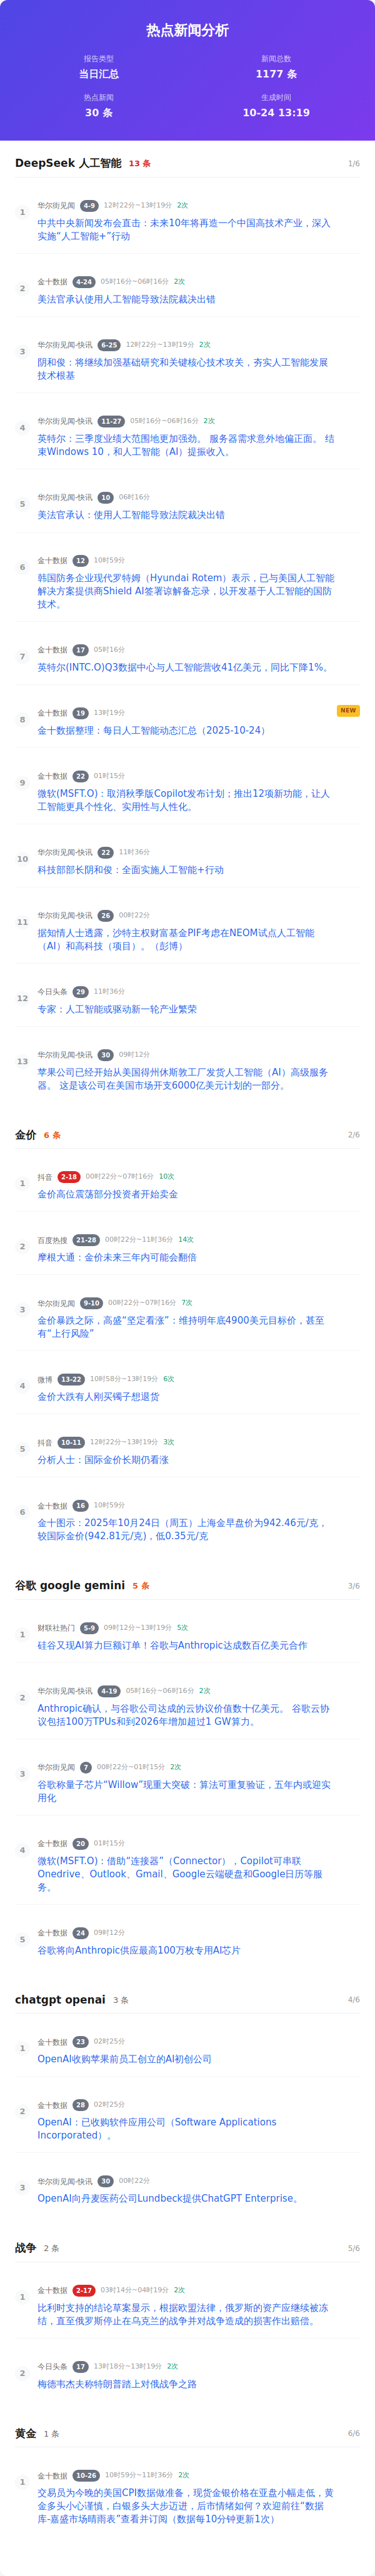 热点新闻分析
报告类型
新闻总数
当日汇总
1177 条
热点新闻
生成时间
30 条
10-24 13:19
DeepSeek 人工智能 13 条 1/6
1
华尔街见闻 4-9 12时22分~13时19分 2次
中共中央新闻发布会直击：未来10年将再造一个中国高技术产业，深入
实施“人工智能+”行动
2
金十数据 4-24 05时16分~06时16分 2次
美法官承认使用人工智能导致法院裁决出错
3
华尔街见闻-快讯 6-25 12时22分~13时19分 2次
阴和俊：将继续加强基础研究和关键核心技术攻关，夯实人工智能发展
技术根基
4
华尔街见闻-快讯 11-27 05时16分~06时16分 2次
英特尔：三季度业绩大范围地更加强劲。 服务器需求意外地偏正面。 结
束Windows 10，和人工智能（AI）提振收入。
5
华尔街见闻-快讯 10 06时16分
美法官承认：使用人工智能导致法院裁决出错
6
金十数据 12 10时59分
韩国防务企业现代罗特姆（Hyundai Rotem）表示，已与美国人工智能
解决方案提供商Shield AI签署谅解备忘录，以开发基于人工智能的国防
技术。
7
金十数据 17 05时16分
英特尔(INTC.O)Q3数据中心与人工智能营收41亿美元，同比下降1%。
8
金十数据 19 13时19分 NEW
金十数据整理：每日人工智能动态汇总（2025-10-24）
9
金十数据 22 01时15分
微软(MSFT.O)：取消秋季版Copilot发布计划；推出12项新功能，让人
工智能更具个性化、实用性与人性化。
10
华尔街见闻-快讯 22 11时36分
科技部部长阴和俊：全面实施人工智能+行动
11
华尔街见闻-快讯 26 00时22分
据知情人士透露，沙特主权财富基金PIF考虑在NEOM试点人工智能
（AI）和高科技（项目）。（彭博）
12
今日头条 29 11时36分
专家：人工智能或驱动新一轮产业繁荣
13
华尔街见闻-快讯 30 09时12分
苹果公司已经开始从美国得州休斯敦工厂发货人工智能（AI）高级服务
器。 这是该公司在美国市场开支6000亿美元计划的一部分。
金价 6 条 2/6
1
抖音 2-18 00时22分~07时16分 10次
金价高位震荡部分投资者开始卖金
2
百度热搜 21-28 00时22分~11时36分 14次
摩根大通：金价未来三年内可能会翻倍
3
华尔街见闻 9-10 00时22分~07时16分 7次
金价暴跌之际，高盛“坚定看涨”：维持明年底4900美元目标价，甚至
有“上行风险”
4
微博 13-22 10时58分~13时19分 6次
金价大跌有人刚买镯子想退货
5
抖音 10-11 12时22分~13时19分 3次
分析人士：国际金价长期仍看涨
6
金十数据 16 10时59分
金十图示：2025年10月24日（周五）上海金早盘价为942.46元/克，
较国际金价(942.81元/克)，低0.35元/克
谷歌 google gemini 5 条 3/6
1
财联社热门 5-9 09时12分~13时19分 5次
硅谷又现AI算力巨额订单！谷歌与Anthropic达成数百亿美元合作
2
华尔街见闻-快讯 4-19 05时16分~06时16分 2次
Anthropic确认，与谷歌公司达成的云协议价值数十亿美元。 谷歌云协
议包括100万TPUs和到2026年增加超过1 GW算力。
3
华尔街见闻 7 00时22分~01时15分 2次
谷歌称量子芯片“Willow”现重大突破：算法可重复验证，五年内或迎实
用化
4
金十数据 20 01时15分
微软(MSFT.O)：借助“连接器”（Connector），Copilot可串联
Onedrive、Outlook、Gmail、Google云端硬盘和Google日历等服
务。
5
金十数据 24 09时12分
谷歌将向Anthropic供应最高100万枚专用AI芯片
chatgpt openai 3 条 4/6
1
金十数据 23 02时25分
OpenAI收购苹果前员工创立的AI初创公司
2
金十数据 28 02时25分
OpenAI：已收购软件应用公司（Software Applications
Incorporated）。
3
华尔街见闻-快讯 30 00时22分
OpenAI向丹麦医药公司Lundbeck提供ChatGPT Enterprise。
战争 2 条 5/6
1
金十数据 2-17 03时14分~04时19分 2次
比利时支持的结论草案显示，根据欧盟法律，俄罗斯的资产应继续被冻
结，直至俄罗斯停止在乌克兰的战争并对战争造成的损害作出赔偿。
2
今日头条 17 13时18分~13时19分 2次
梅德韦杰夫称特朗普踏上对俄战争之路
黄金 1 条 6/6
1
金十数据 10-26 10时59分~11时36分 2次
交易员为今晚的美国CPI数据做准备，现货金银价格在亚盘小幅走低，黄
金多头小心谨慎，白银多头大步迈进，后市情绪如何？欢迎前往“数据
库-嘉盛市场晴雨表”查看并订阅（数据每10分钟更新1次）